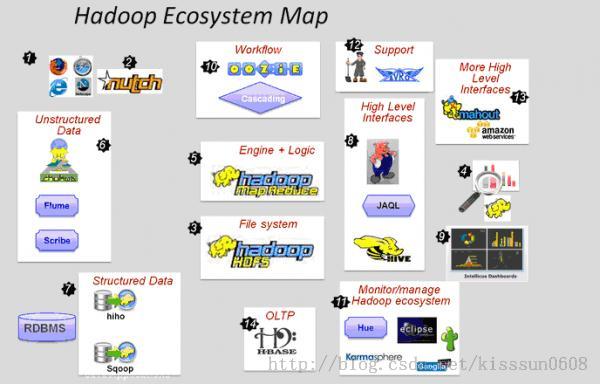 Hadoop Ecosystem Map
1
2
nutch
Workflow
10
OOZiE
Cascading
12
Support
AVRO
More High
Level
Interfaces
13
mahout
amazon
webservices
Unstructured
Data
6
chukwa
Flume
Scribe
5
Engine + Logic
hadoop
Map Reduce
High Level
Interfaces
8
JAQL
HIVE
4
3
File system
hadoop
HDFS
9
Intellicus Dashboards
7
Structured Data
hiho
Sqoop
RDBMS
OLTP
14
H-BASE
Monitor/manage
11
Hadoop ecosystem
Hue
eclipse
Karmasphere
Ganglia
http://blog.csdn.net/kisssun0608